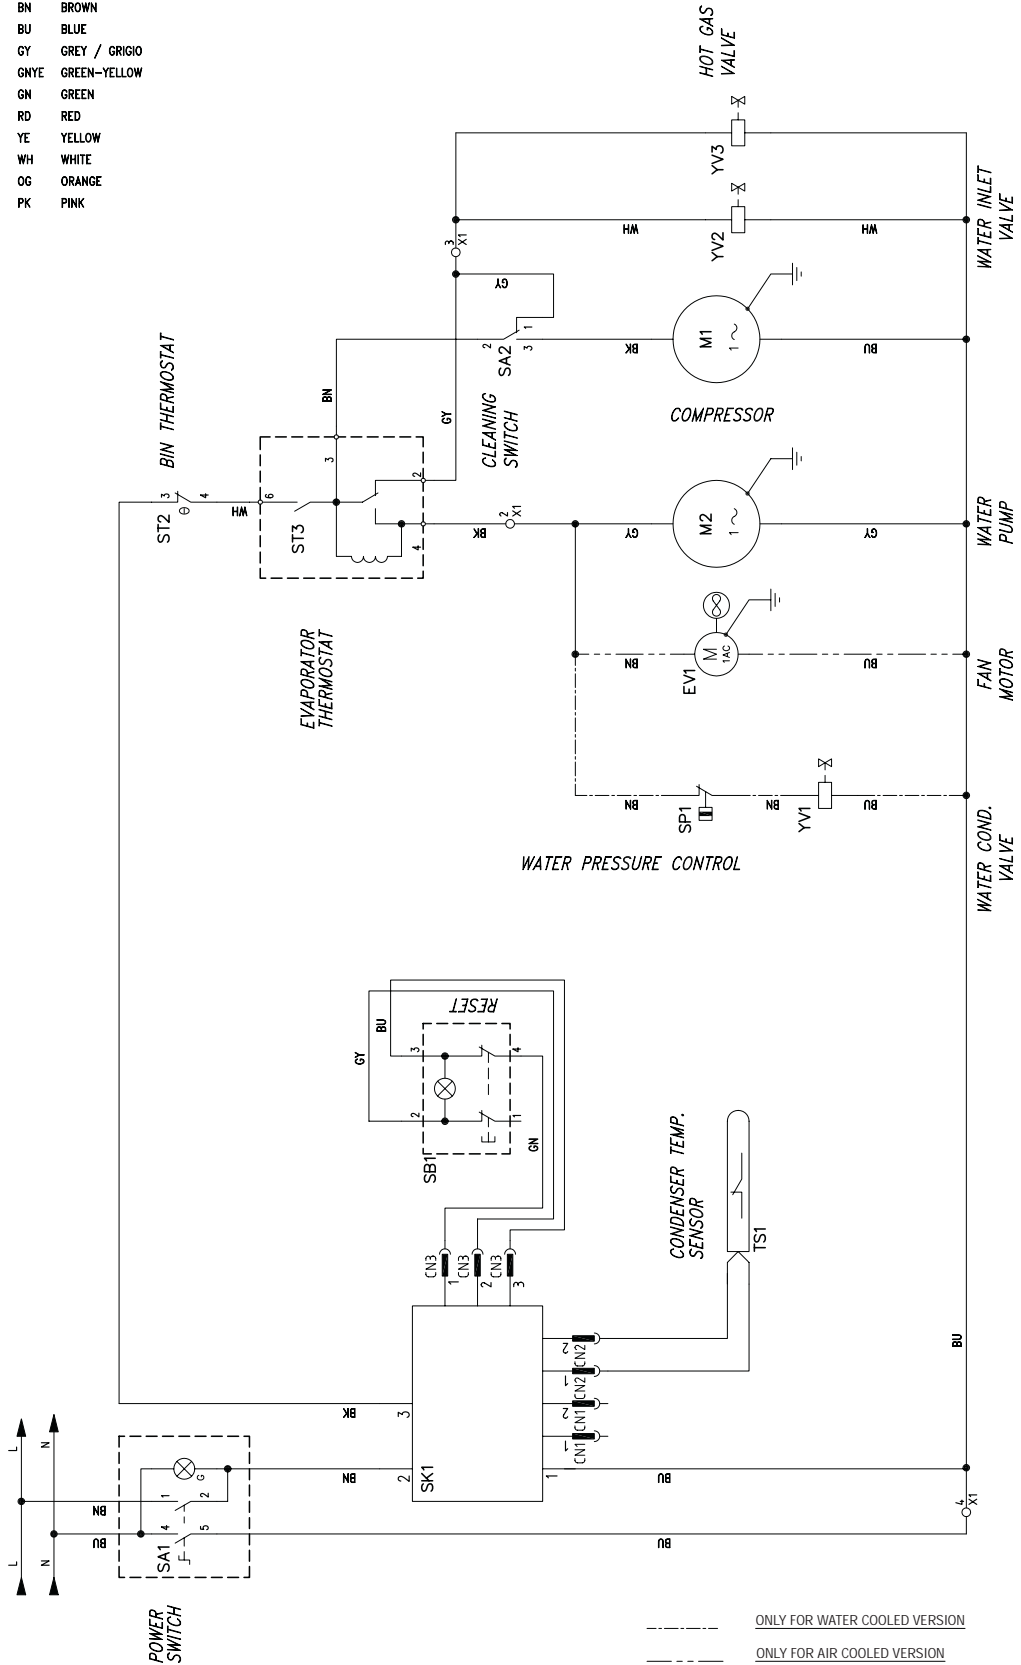 BN BROWN
BU BLUE
GY GREY / GRIGIO
GNYE GREEN-YELLOW
GN GREEN
RD RED
YE YELLOW
WH WHITE
OG ORANGE
PK PINK
HOT GAS
VALVE
YV3
YV2
WH
WH
WATER INLET
VALVE
3
X1
GY
2
1
3
SA2
CLEANING
SWITCH
BK
M1
1
BU
COMPRESSOR
BIN THERMOSTAT
ST2
3
4
WH
BN
GY
3
6
2
4
ST3
EVAPORATOR
THERMOSTAT
BK
2
X1
GY
M2
1
GY
WATER
PUMP
BN
EV1
M
1AC
BU
FAN
MOTOR
BN
SP1
BN
YV1
BU
WATER PRESSURE CONTROL
WATER COND.
VALVE
RESET
BU
GY
3
4
2
1
SB1
GN
CN3
CN3
CN3
1
2
3
CONDENSER TEMP.
SENSOR
TS1
SK1
BK
3
BN
2
1
2
CN2
1
CN2
2
CN1
1
CN1
BU
BU
4
X1
BU
L
N
L
N
BN
BU
1
2
4
5
G
SA1
POWER
SWITCH
ONLY FOR WATER COOLED VERSION
ONLY FOR AIR COOLED VERSION